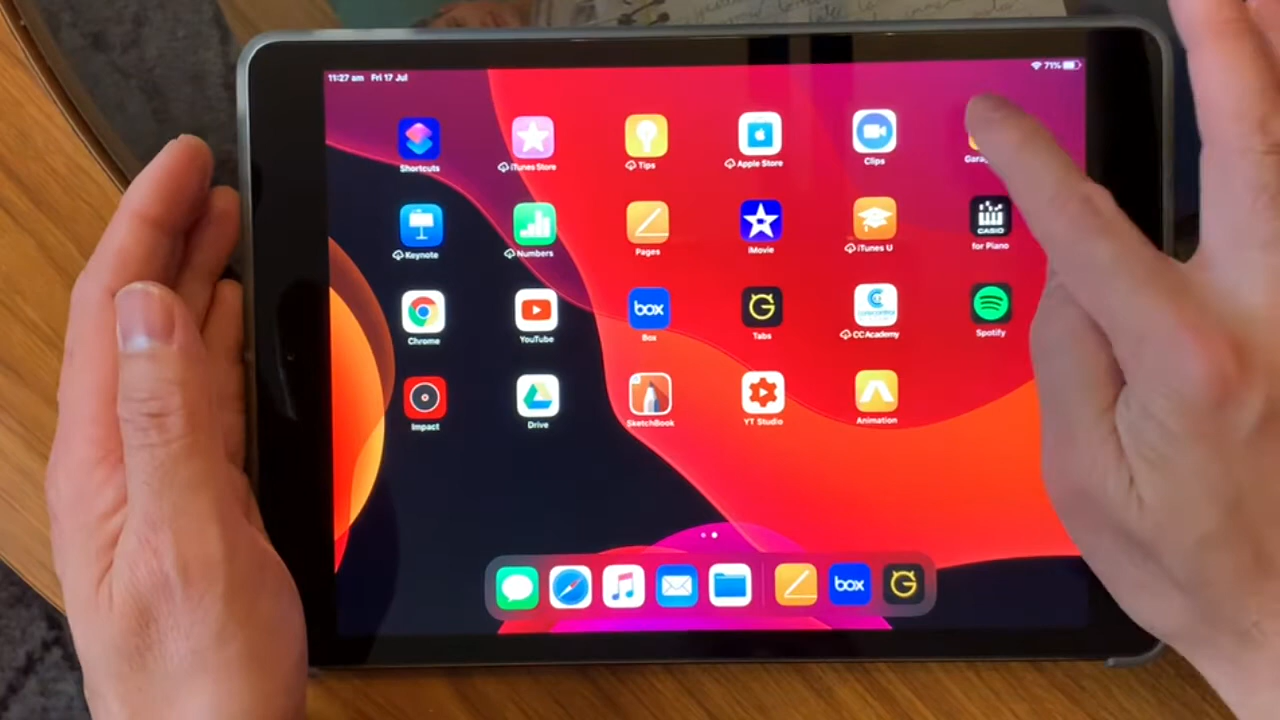 11:27 am Fri 17 Jul 71%
Shortcuts iTunes Store Tips Apple Store Clips Garag
Keynote Numbers Pages iMovie iTunes U
CASIO
for Piano
Chrome YouTube
box
Box Tabs CC Academy Spotify
Impact Drive SketchBook YT Studio Animation
box